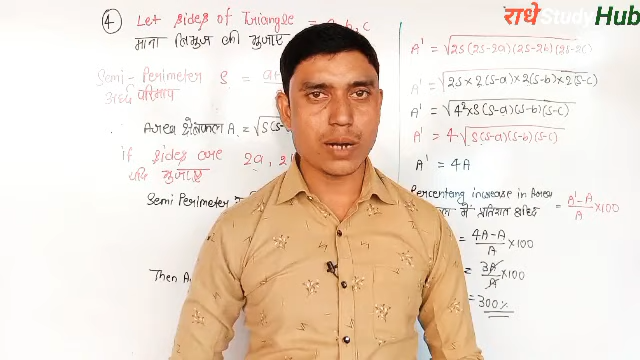 राधे Study Hub
④ Let sides of Triangle = a, b, c
माना त्रिभुज की भुजाएं
Semi-Perimeter S = a+
अर्ध परिमाप
∴ Area क्षेत्रफल A = √S(S-
if sides are 2a, 2
यदि भुजाएं
Semi Perimeter
Then A
A' = √2S(2S-2a)(2S-2b)(2S-2C)
A' = √2S×2(S-a)×2(S-b)×2(S-C)
A' = √4²×S(S-a)(S-b)(S-C)
A' = 4√S(S-a)(S-b)(S-C)
A' = 4A
Percentang increase in Area
में प्रतिशत वृद्धि = A'-A/A ×100
= 4A-A/A ×100
= 3A/A ×100
= 300%